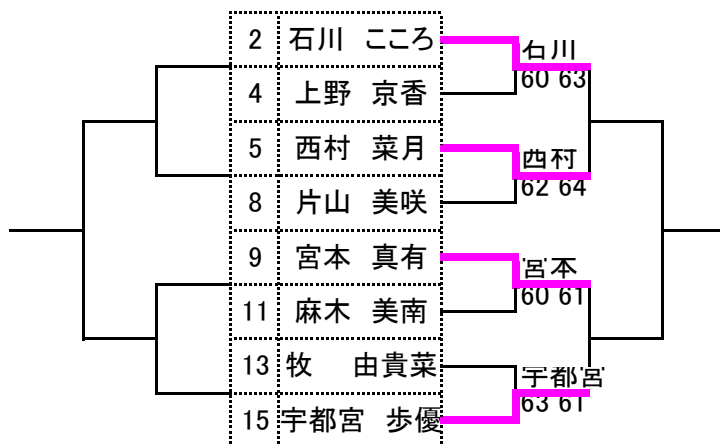 2 石川 こころ
石川
60 63
4 上野 京香
5 西村 菜月
西村
62 64
8 片山 美咲
9 宮本 真有
宮本
60 61
11 麻木 美南
13 牧 由貴菜
宇都宮
63 61
15 宇都宮 歩優